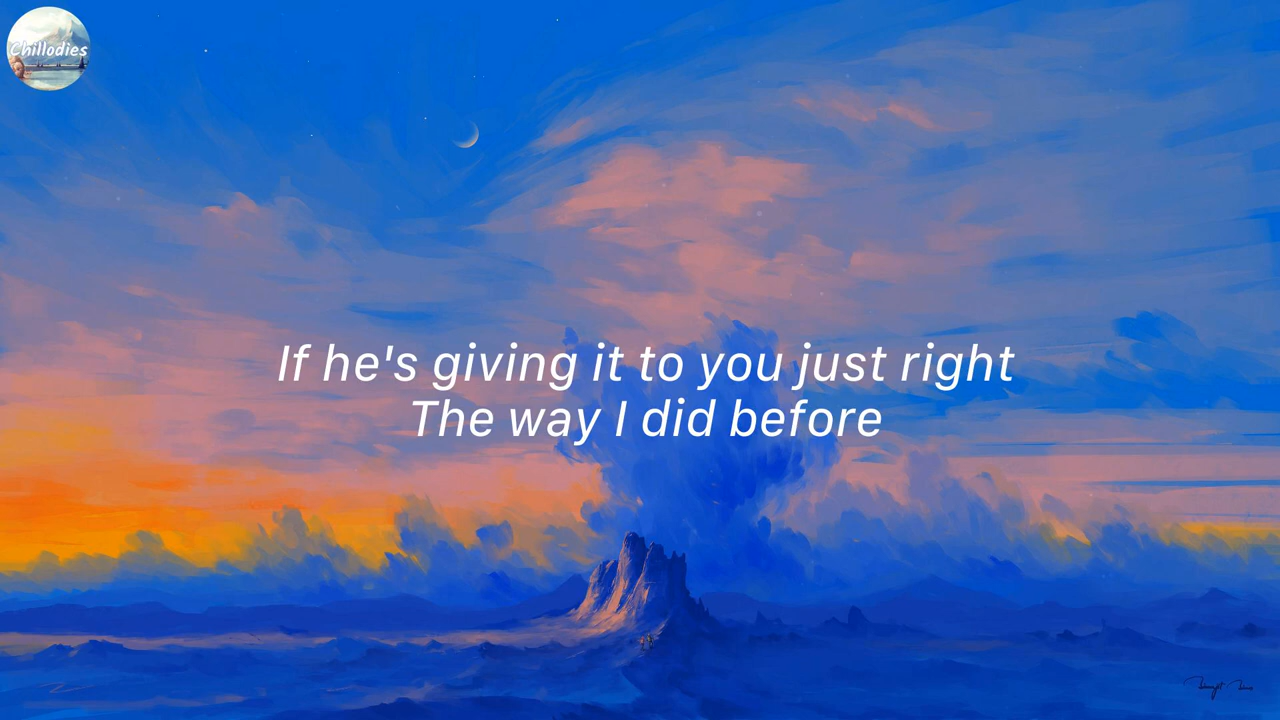 Chillodies
If he's giving it to you just right
The way I did before